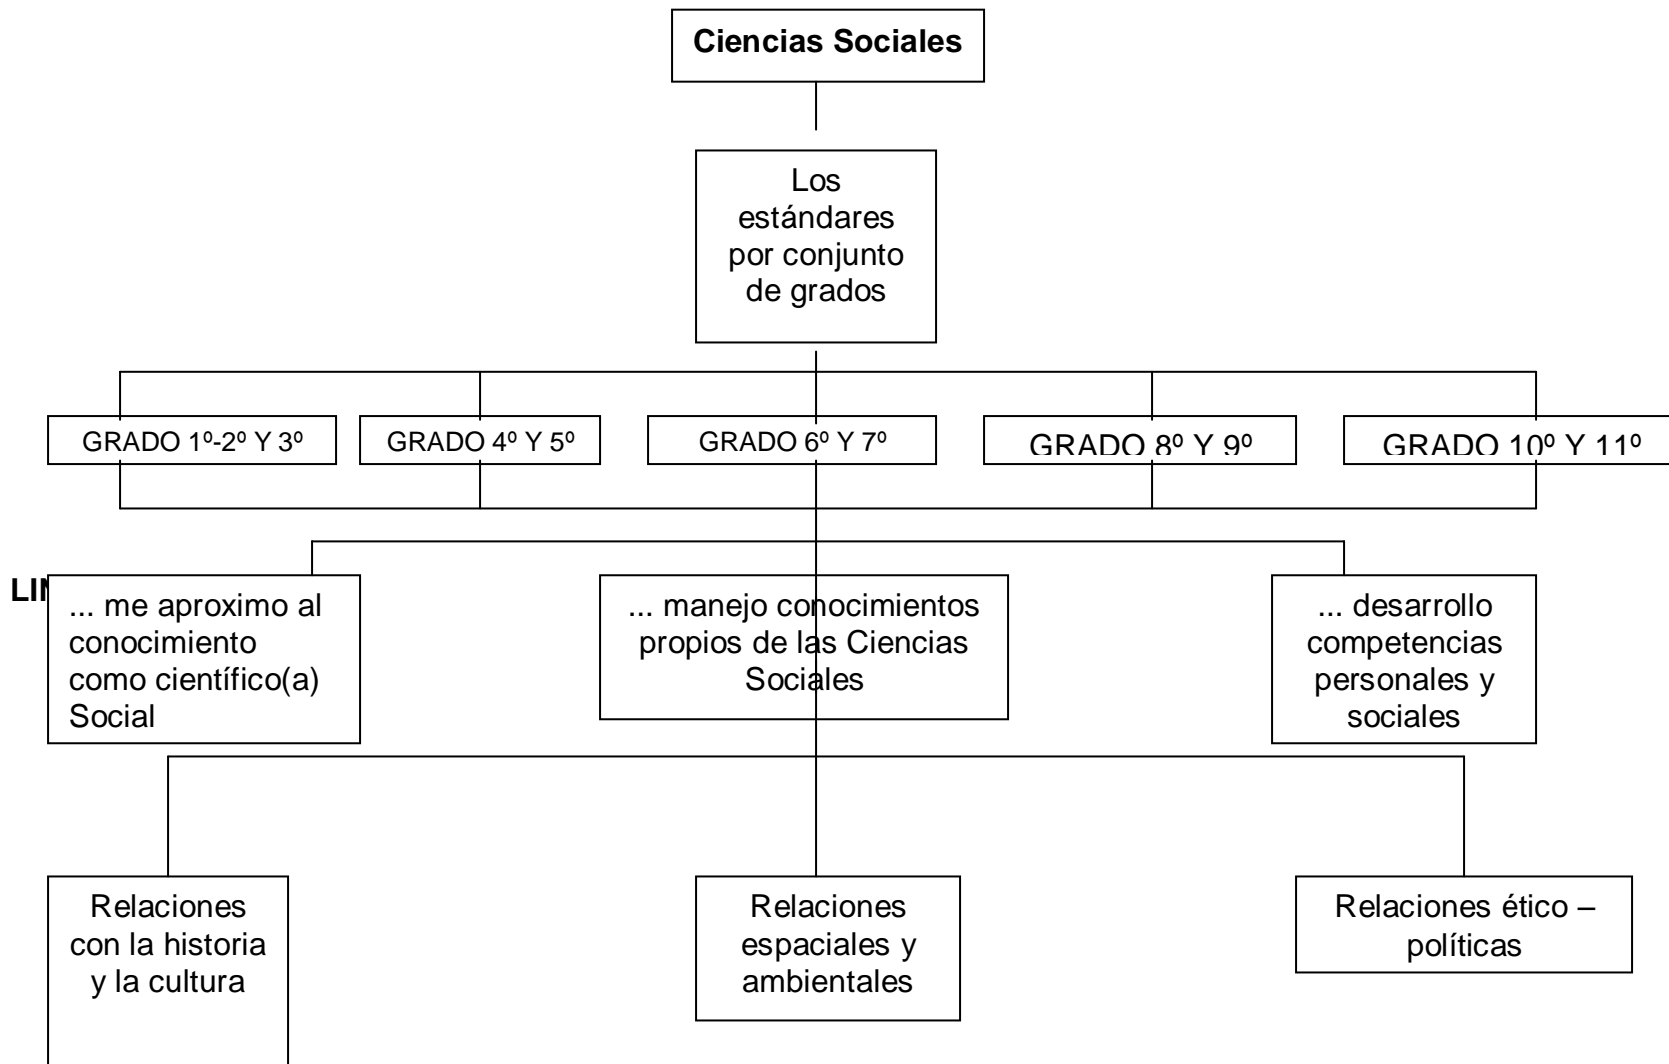 Ciencias Sociales
Los
estándares
por conjunto
de grados
GRADO 1º-2º Y 3º
GRADO 4º Y 5º
GRADO 6º Y 7º
GRADO 8º Y 9º
GRADO 10º Y 11º
... me aproximo al
conocimiento
como científico(a)
Social
... manejo conocimientos
propios de las Ciencias
Sociales
... desarrollo
competencias
personales y
sociales
Relaciones
con la historia
y la cultura
Relaciones
espaciales y
ambientales
Relaciones ético –
políticas